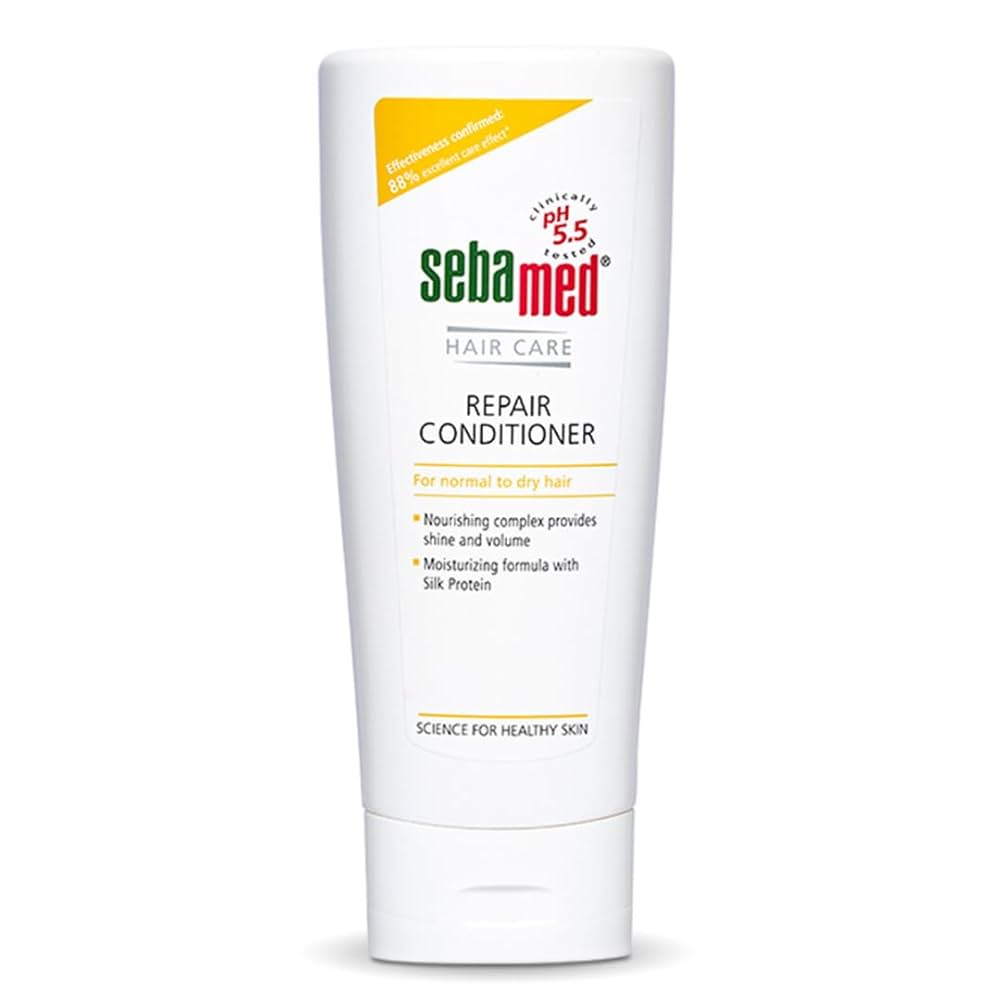 Effectiveness confirmed:
88% excellent care effect*
clinically
pH
5.5
tested
sebamed®
HAIR CARE
REPAIR
CONDITIONER
For normal to dry hair
▪ Nourishing complex provides
shine and volume
▪ Moisturizing formula with
Silk Protein
SCIENCE FOR HEALTHY SKIN